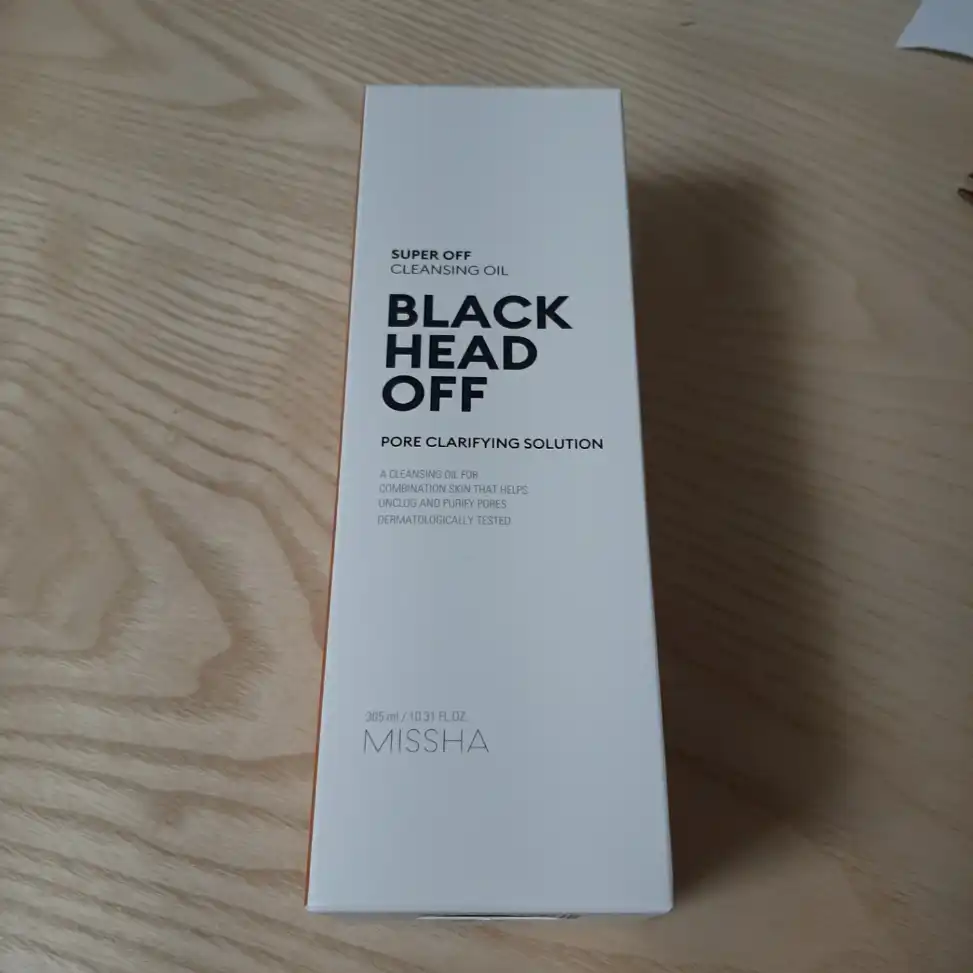 SUPER OFF
CLEANSING OIL
BLACK
HEAD
OFF
PORE CLARIFYING SOLUTION
A CLEANSING OIL FOR
COMBINATION SKIN THAT HELPS
UNCLOG AND PURIFY PORES
DERMATOLOGICALLY TESTED
305 ml / 10.31 FL.OZ.
MISSHA